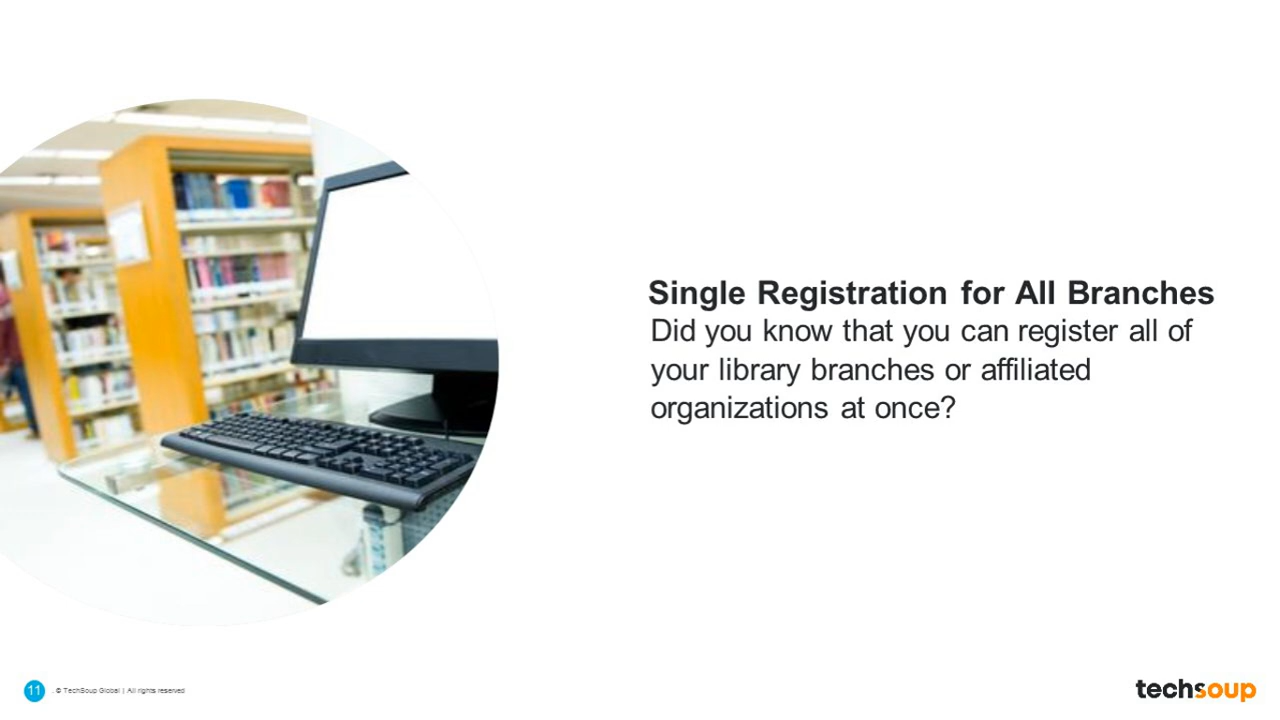 Single Registration for All Branches
Did you know that you can register all of
your library branches or affiliated
organizations at once?
11 . © TechSoup Global | All rights reserved
techsoup